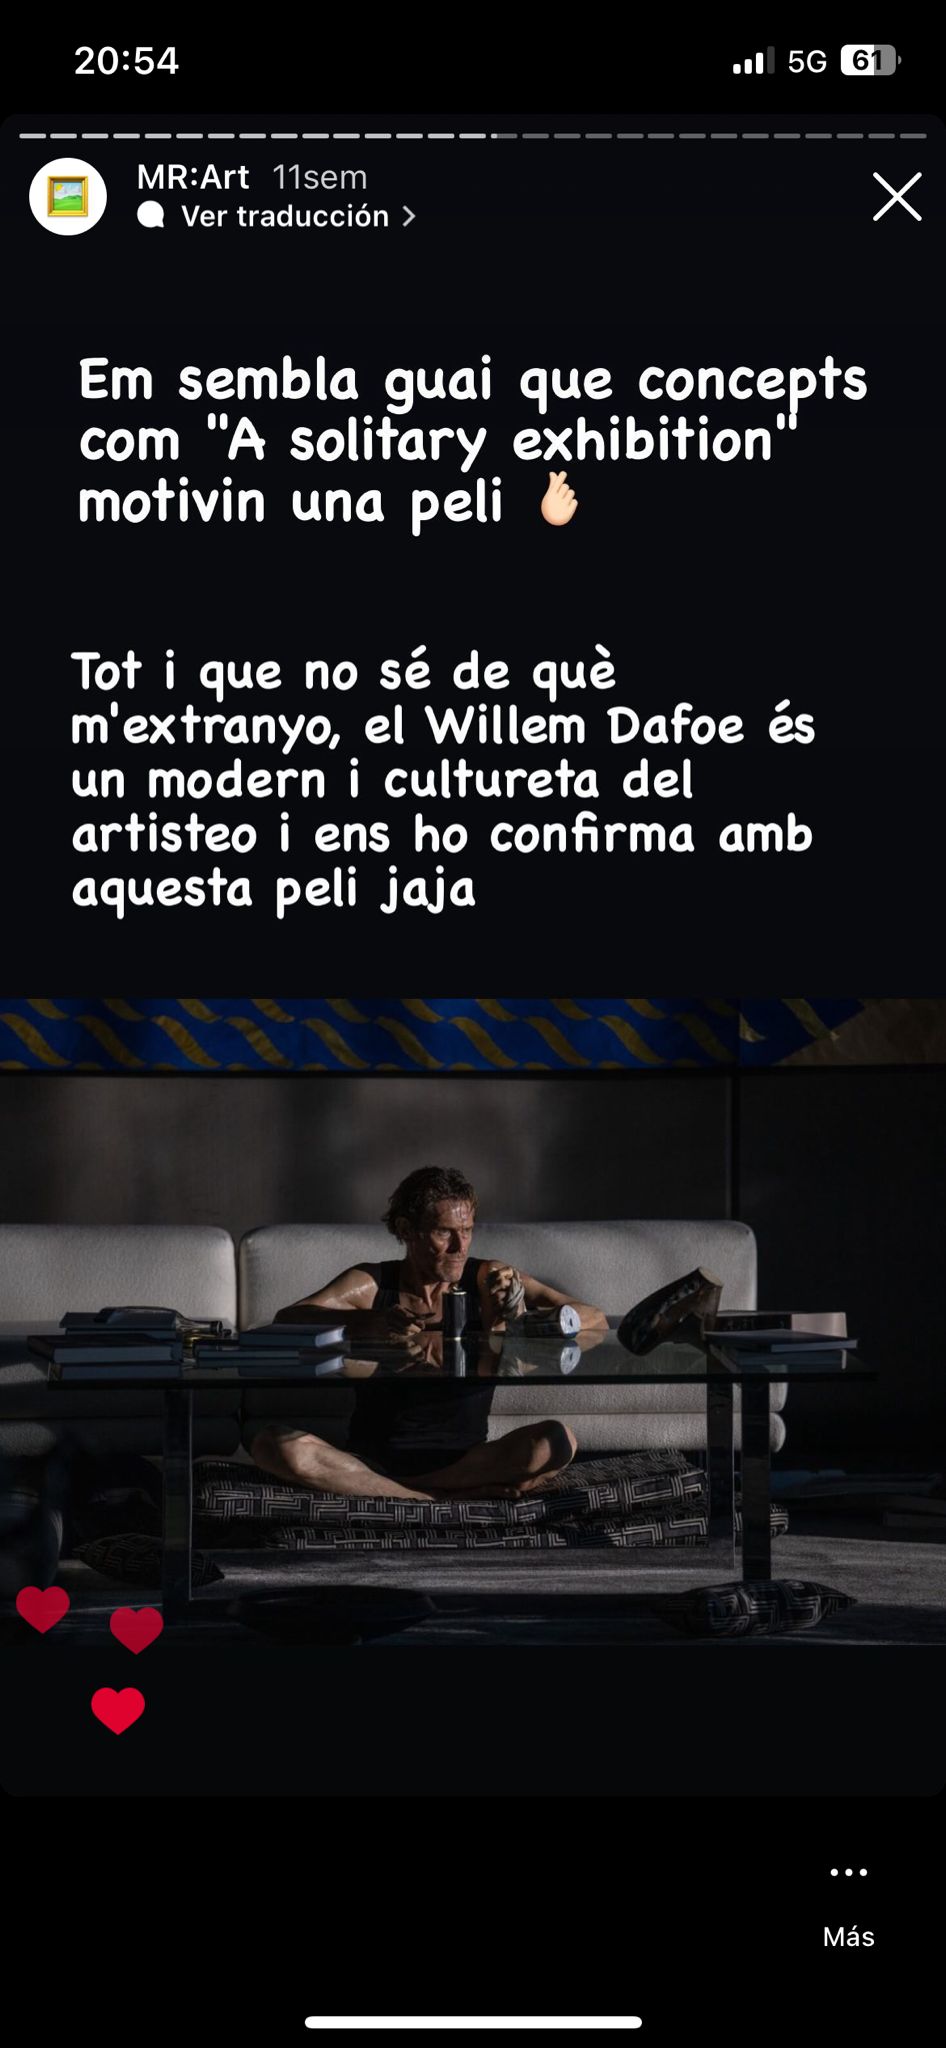 20:54
5G 61
MR:Art 11sem
Ver traducción
Em sembla guai que concepts
com "A solitary exhibition"
motivin una peli 🫰🏻
Tot i que no sé de què
m'extranyo, el Willem Dafoe és
un modern i cultureta del
artisteo i ens ho confirma amb
aquesta peli jaja
Más